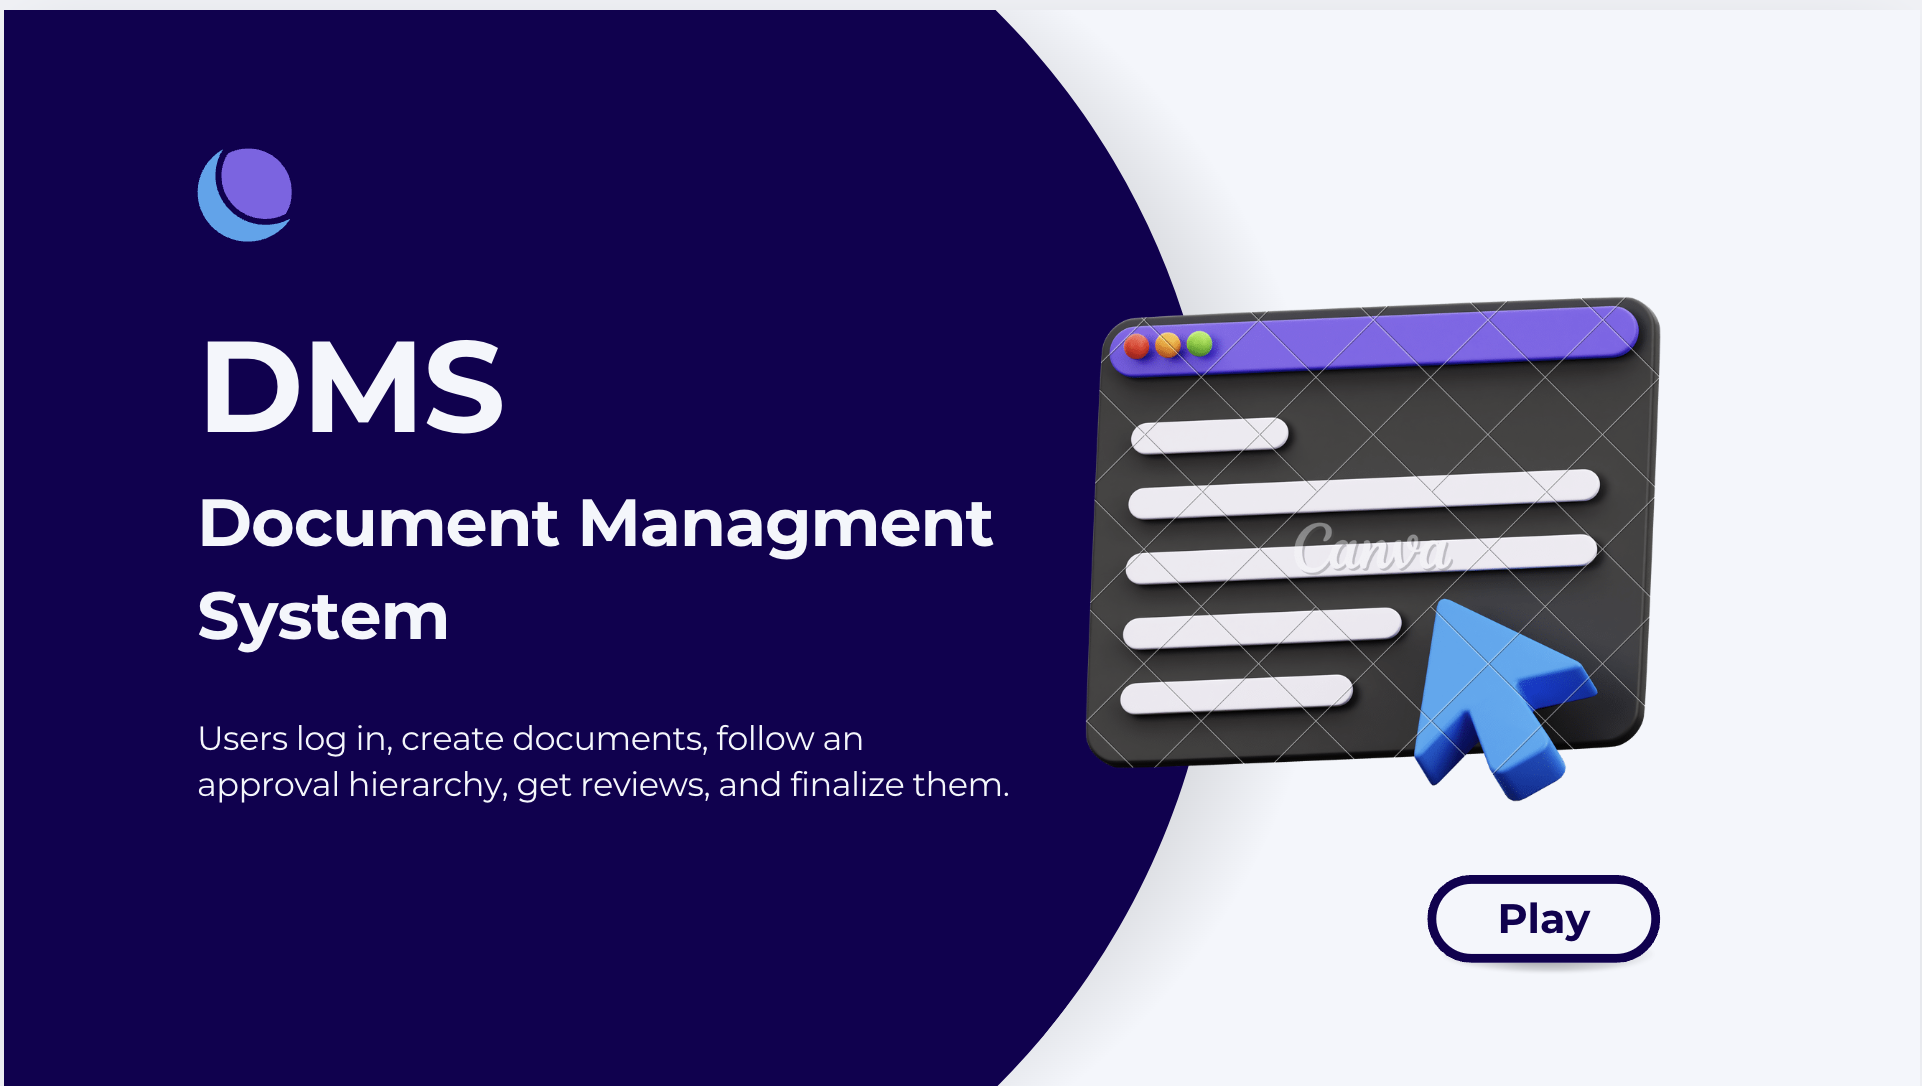 DMS
Document Managment
System
Users log in, create documents, follow an
approval hierarchy, get reviews, and finalize them.
Canva
Play